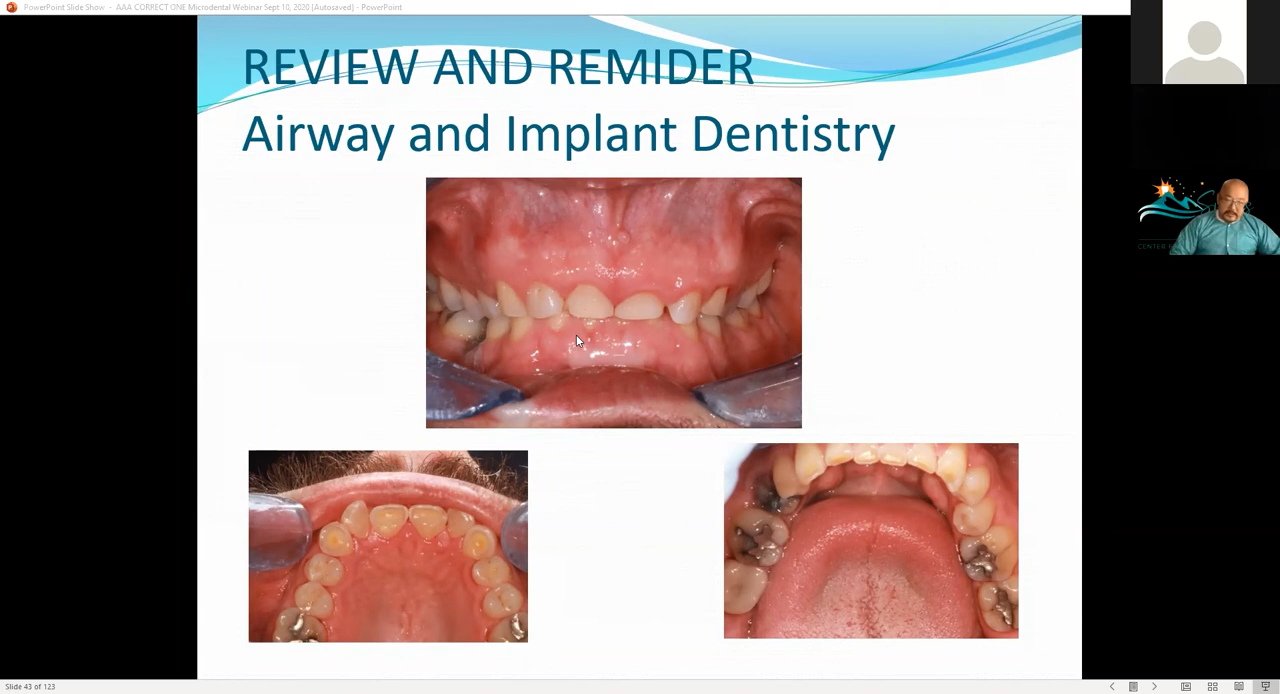 PowerPoint Slide Show - AAA CORRECT ONE Microdental Webinar Sept 10, 2020 [Autosaved] - PowerPoint
REVIEW AND REMIDER
Airway and Implant Dentistry
CENTER
Slide 43 of 123